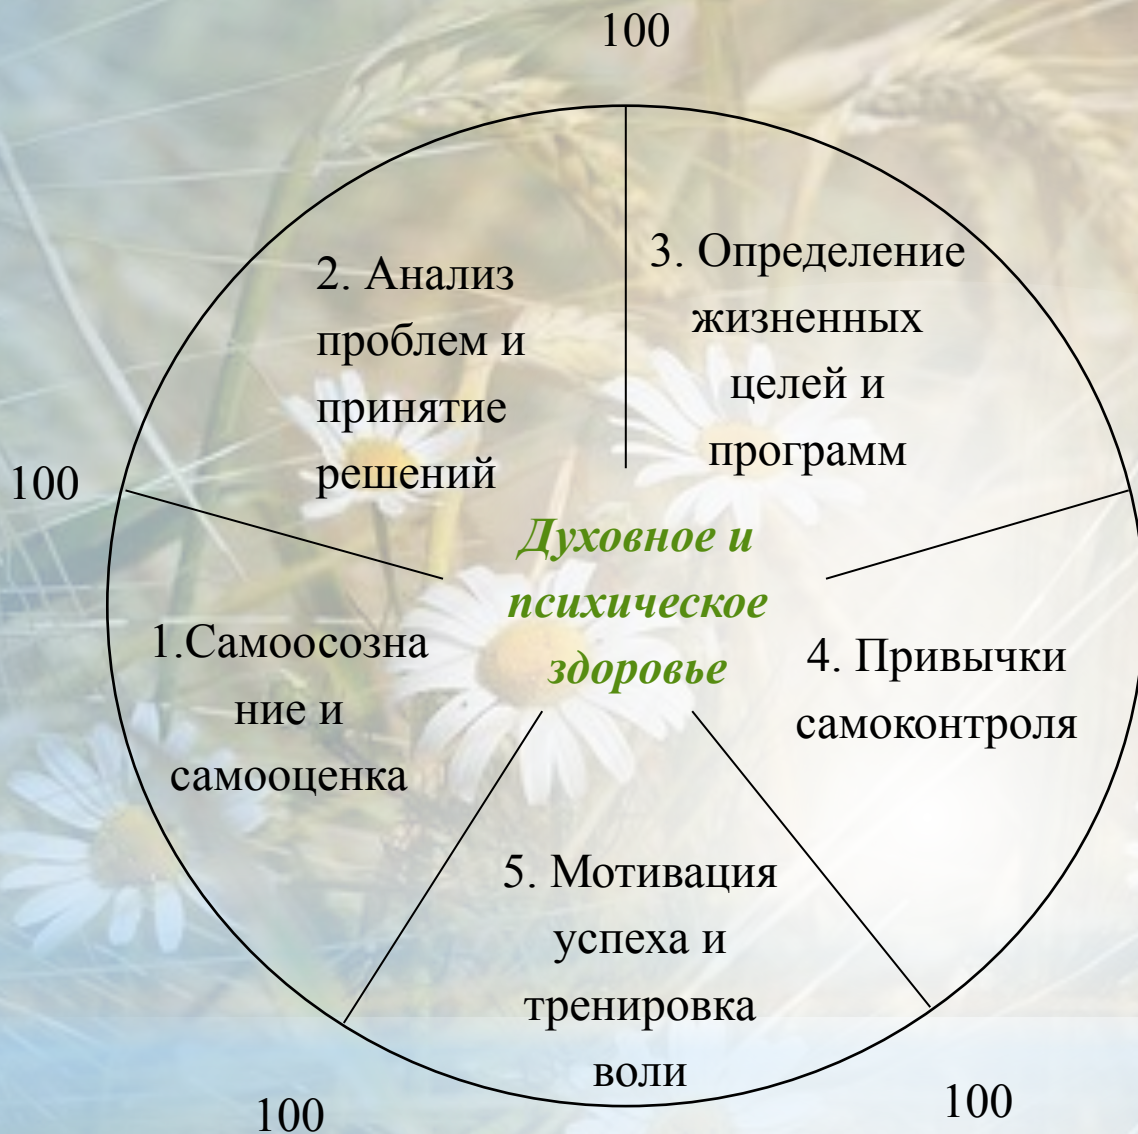 100
2. Анализ
проблем и
принятие
решений
3. Определение
жизненных
целей и
программ
100
Духовное и
психическое
здоровье
1.Самоосозна
ние и
самооценка
4. Привычки
самоконтроля
5. Мотивация
успеха и
тренировка
воли
100
100